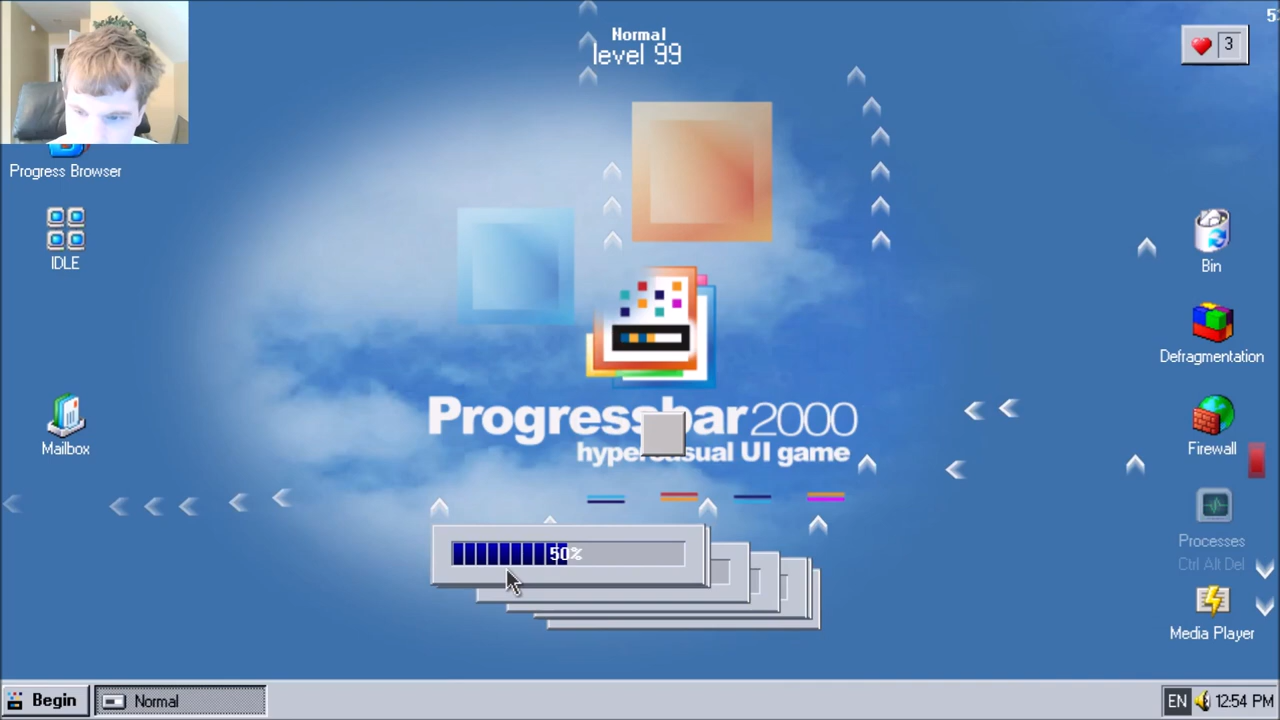 Normal
level 99
3
Progress Browser
IDLE
Bin
Defragmentation
Progressbar2000
hypercasual UI game
Mailbox
Firewall
50%
Processes
Ctrl Alt Del
Media Player
Begin
Normal
EN
12:54 PM